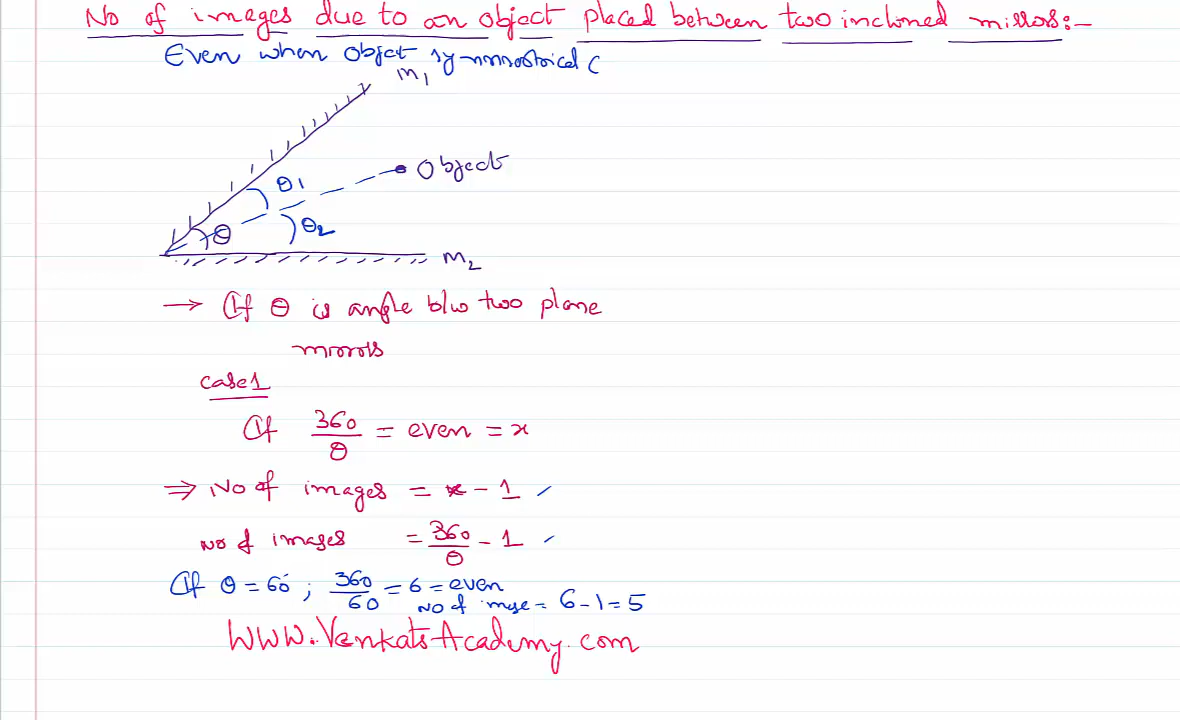 No of images due to an object placed between two inclined mirrors:-
Even when Object symmetrical (
M1
Object
θ1
θ
θ2
M2
→ If θ is angle b/w two plane
mirrors
case 1
If 360/θ = even = x
⇒ No of images = x - 1
No of images = 360/θ - 1
If θ = 60°; 360/60 = 6 = even
No of image = 6-1=5
WWW.VenkatsAcademy.com